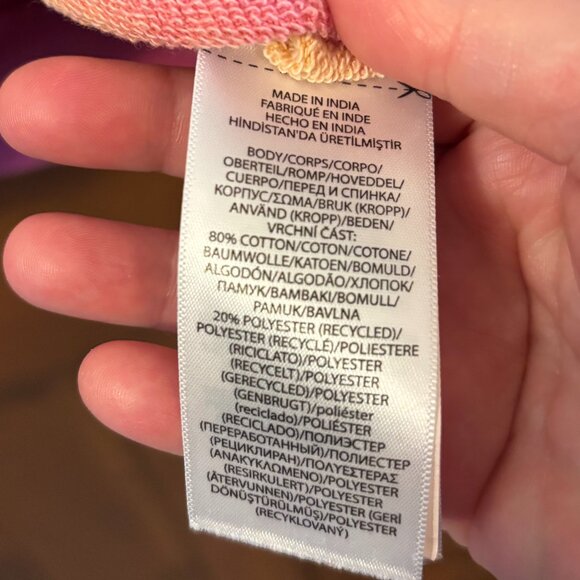 MADE IN INDIA
FABRIQUÉ EN INDE
HECHO EN INDIA
HİNDİSTAN'DA ÜRETİLMİŞTİR
BODY/CORPS/CORPO/
OBERTEIL/ROMP/HOVEDDEL/
CUERPO/ПЕРЕД И СПИНКА/
КОРПУС/ΣΩΜΑ/BRUK (KROPP)/
ANVÄND (KROPP)/BEDEN/
VRCHNÍ ČÁST:
80% COTTON/COTON/COTONE/
BAUMWOLLE/KATOEN/BOMULD/
ALGODÓN/ALGODÃO/ХЛОПОК/
ПАМУК/ΒΑΜΒΑΚΙ/BOMULL/
PAMUK/BAVLNA
20% POLYESTER (RECYCLED)/
POLYESTER (RECYCLÉ)/POLIESTERE
(RICICLATO)/POLYESTER
(RECYCELT)/POLYESTER
(GERECYCLED)/POLYESTER
(GENBRUGT)/poliéster
(reciclado)/POLIÉSTER
(RECICLADO)/ПОЛИЭСТЕР
(ПЕРЕРАБОТАННЫЙ)/ПОЛИЕСТЕР
(РЕЦИКЛИРАН)/ΠΟΛΥΕΣΤΕΡΑΣ
(ΑΝΑΚΥΚΛΩΜΕΝΟ)/POLYESTER
(RESIRKULERT)/POLYESTER
(ÅTERVUNNEN)/POLYESTER (GERİ
DÖNÜŞTÜRÜLMÜŞ)/POLYESTER
(RECYKLOVANÝ)